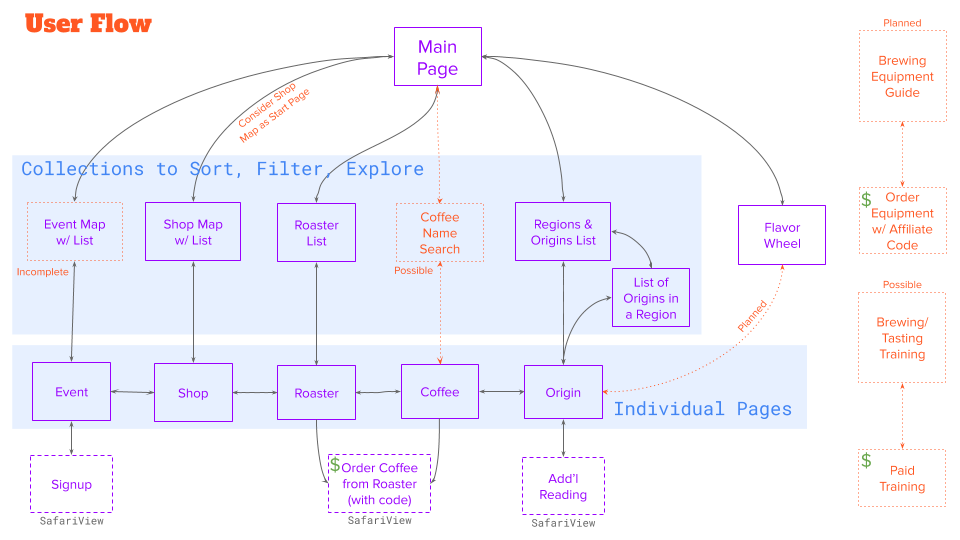 User Flow
Main
Page
Planned
Brewing
Equipment
Guide
Consider Shop
Map as Start Page
Collections to Sort, Filter, Explore
Event Map
w/ List
Shop Map
w/ List
Roaster
List
Coffee
Name
Search
Regions &
Origins List
Flavor
Wheel
$ Order
Equipment
w/ Affiliate
Code
Incomplete
Possible
List of
Origins in
a Region
Possible
Brewing/
Tasting
Training
Planned
Event
Shop
Roaster
Coffee
Origin
Individual Pages
Signup
SafariView
$ Order Coffee
from Roaster
(with code)
SafariView
Add'l
Reading
SafariView
$
Paid
Training